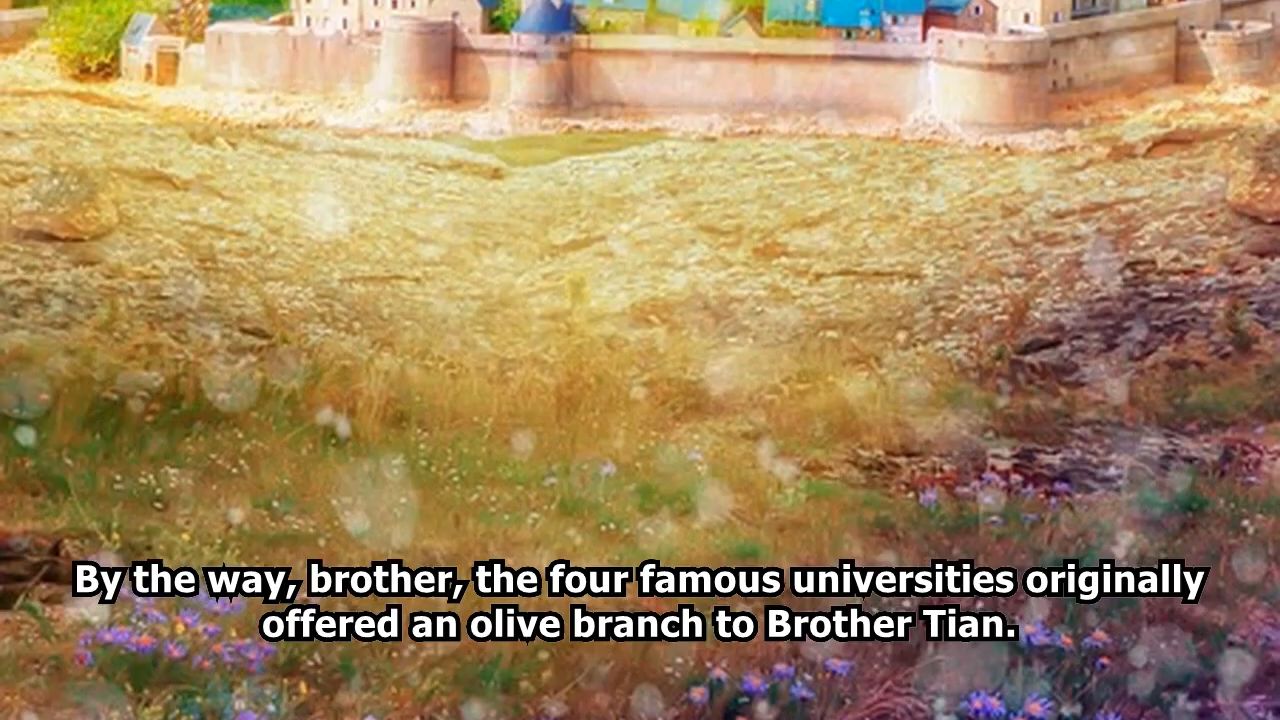 By the way, brother, the four famous universities originally
offered an olive branch to Brother Tian.